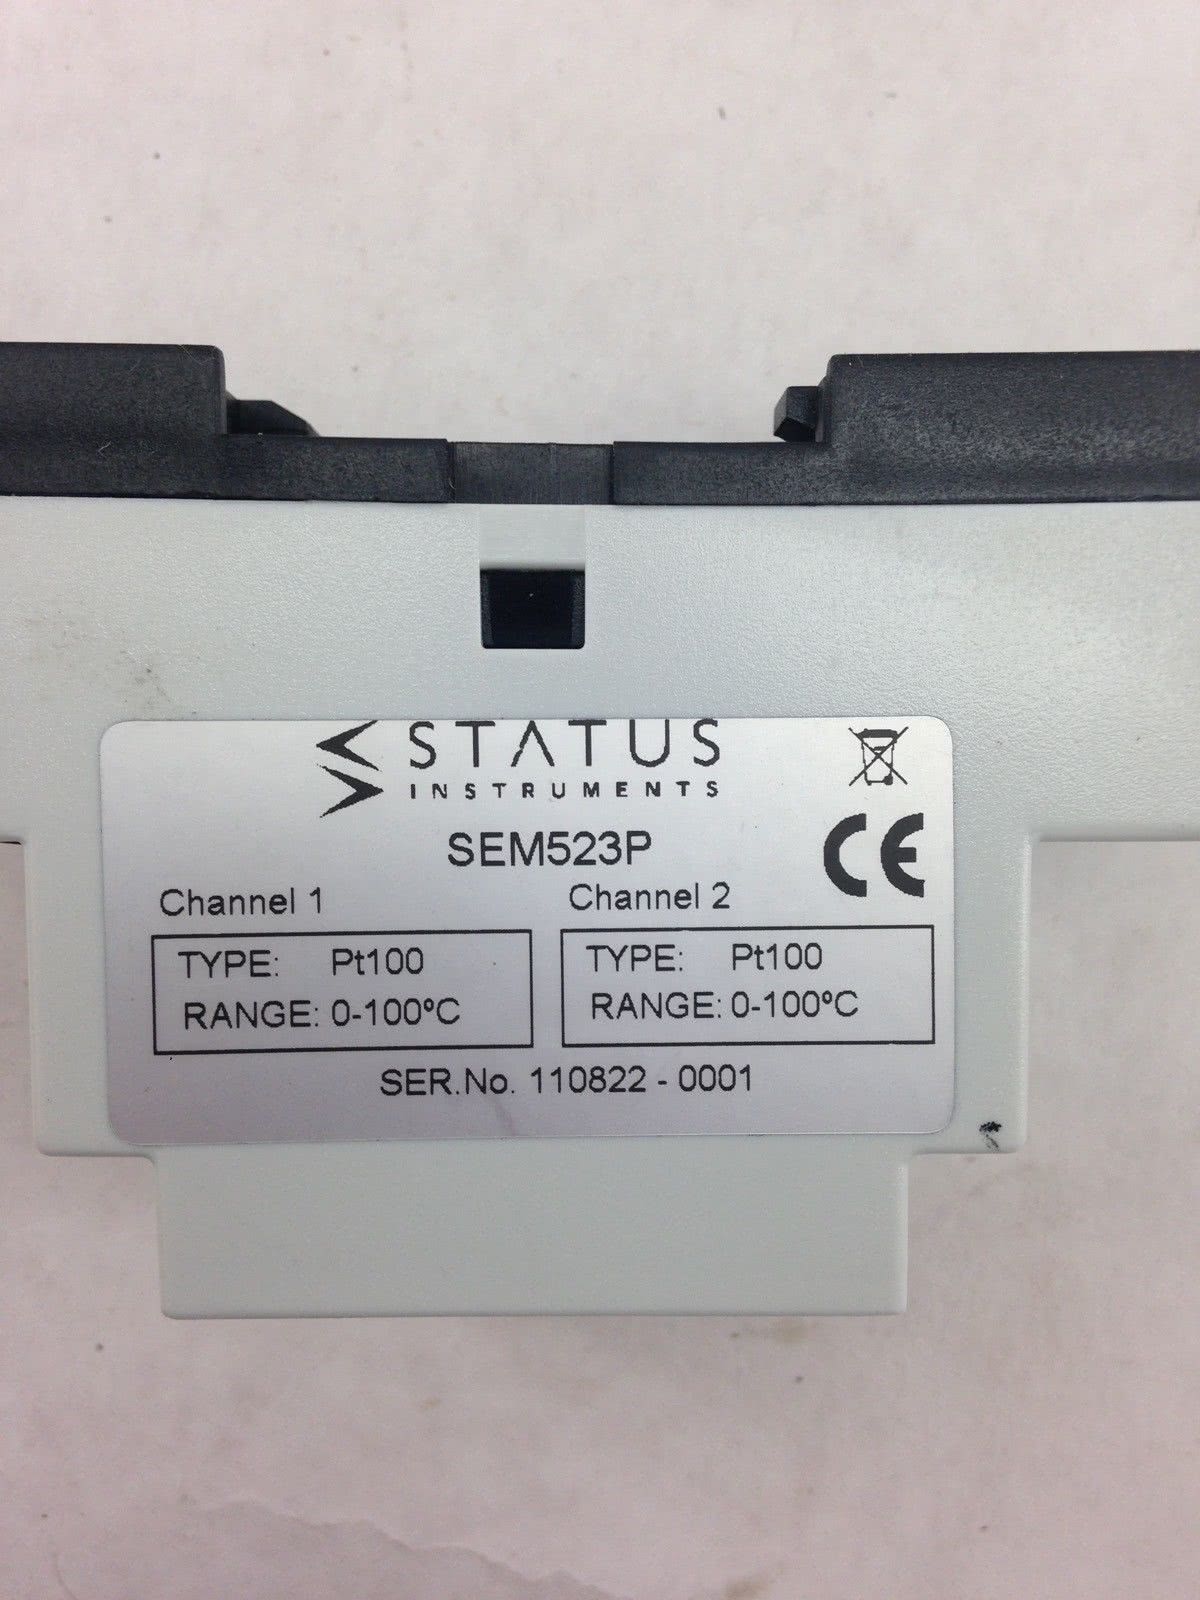 STATUS
INSTRUMENTS
SEM523P
CE
Channel 1
TYPE: Pt100
RANGE: 0-100ºC
Channel 2
TYPE: Pt100
RANGE: 0-100ºC
SER.No. 110822 - 0001